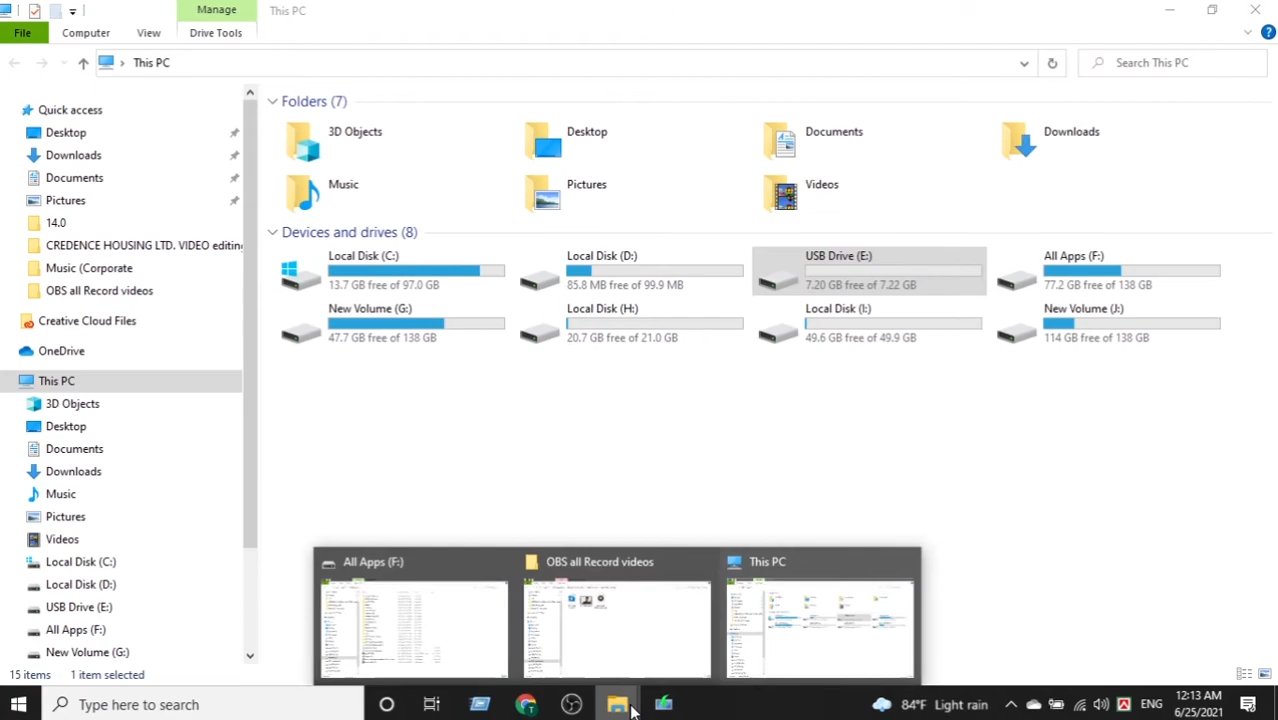 Manage
This PC
File
Computer
View
Drive Tools
This PC
Search This PC
Quick access
Desktop
Downloads
Documents
Pictures
14.0
CREDENCE HOUSING LTD. VIDEO editing
Music (Corporate
OBS all Record videos
Creative Cloud Files
OneDrive
This PC
3D Objects
Desktop
Documents
Downloads
Music
Pictures
Videos
Local Disk (C:)
Local Disk (D:)
USB Drive (E:)
All Apps (F:)
New Volume (G:)
Folders (7)
3D Objects
Desktop
Documents
Downloads
Music
Pictures
Videos
Devices and drives (8)
Local Disk (C:)
13.7 GB free of 97.0 GB
Local Disk (D:)
85.8 MB free of 99.9 MB
USB Drive (E:)
7.20 GB free of 7.22 GB
All Apps (F:)
77.2 GB free of 138 GB
New Volume (G:)
47.7 GB free of 138 GB
Local Disk (H:)
20.7 GB free of 21.0 GB
Local Disk (I:)
49.6 GB free of 49.9 GB
New Volume (J:)
114 GB free of 138 GB
All Apps (F:)
OBS all Record videos
This PC
15 items
1 item selected
Type here to search
84°F Light rain
ENG
12:13 AM
6/25/2021